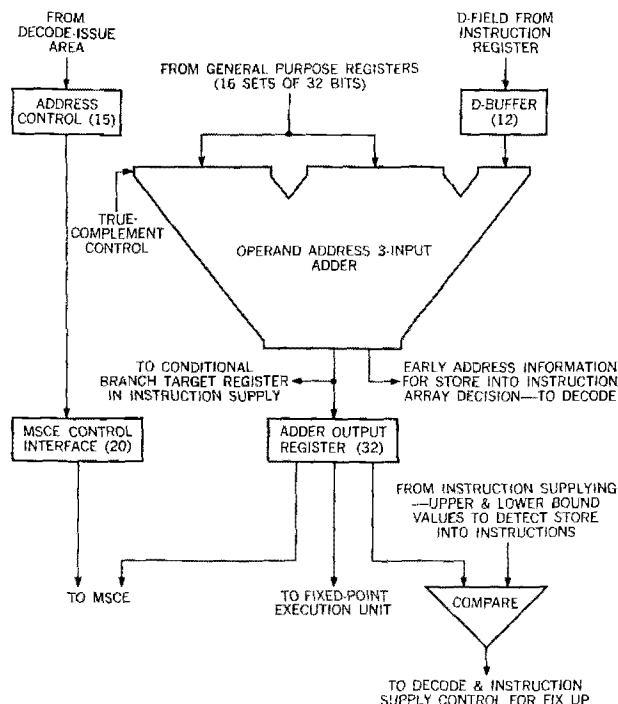 FROM
DECODE-ISSUE
AREA
D-FIELD FROM
INSTRUCTION
REGISTER
FROM GENERAL PURPOSE REGISTERS
(16 SETS OF 32 BITS)
ADDRESS
CONTROL (15)
D-BUFFER
(12)
TRUE-
COMPLEMENT
CONTROL
OPERAND ADDRESS 3-INPUT
ADDER
TO CONDITIONAL
BRANCH TARGET REGISTER
IN INSTRUCTION SUPPLY
EARLY ADDRESS INFORMATION
FOR STORE INTO INSTRUCTION
ARRAY DECISION—TO DECODE
MSCE CONTROL
INTERFACE (20)
ADDER OUTPUT
REGISTER (32)
FROM INSTRUCTION SUPPLYING
—UPPER & LOWER BOUND
VALUES TO DETECT STORE
INTO INSTRUCTIONS
TO MSCE
TO FIXED-POINT
EXECUTION UNIT
COMPARE
TO DECODE & INSTRUCTION
SUPPLY CONTROL FOR FIX UP